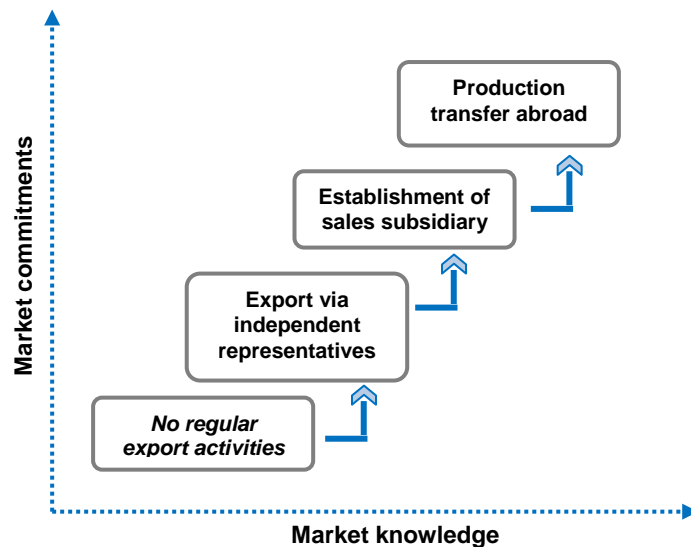 Production
transfer abroad
Establishment of
sales subsidiary
Export via
independent
representatives
No regular
export activities
Market commitments
Market knowledge